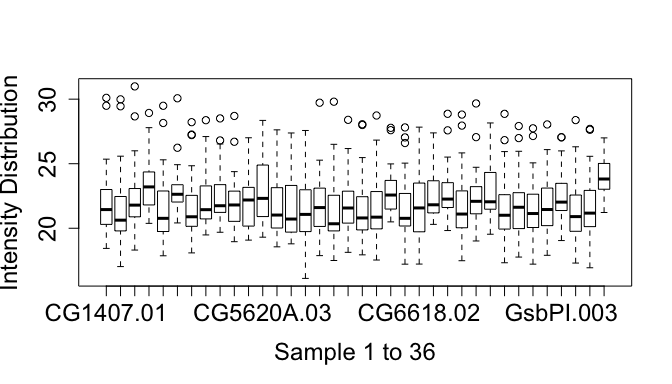 Intensity Distribution
30
25
20
CG1407.01 CG5620A.03 CG6618.02 GsbPI.003
Sample 1 to 36